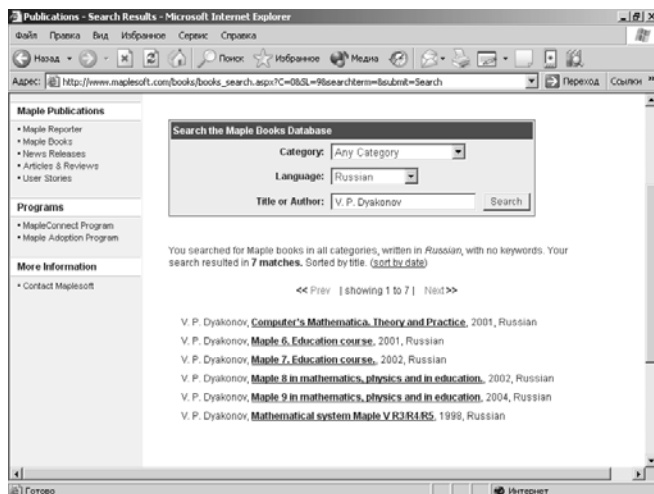 Publications - Search Results - Microsoft Internet Explorer
Файл Правка Вид Избранное Сервис Справка
Назад Поиск Избранное Медиа
Адрес: http://www.maplesoft.com/books/books_search.aspx?C=0&SL=9&searchterm=&submit=Search Переход Ссылки »
Maple Publications
• Maple Reporter
• Maple Books
• News Releases
• Articles & Reviews
• User Stories
Programs
• MapleConnect Program
• Maple Adoption Program
More Information
• Contact Maplesoft
Search the Maple Books Database
Category: Any Category
Language: Russian
Title or Author: V. P. Dyakonov Search
You searched for Maple books in all categories, written in Russian, with no keywords. Your
search resulted in 7 matches. Sorted by title. (sort by date)
<< Prev | showing 1 to 7 | Next >>
V. P. Dyakonov, Computer's Mathematica. Theory and Practice, 2001, Russian
V. P. Dyakonov, Maple 6. Education course, 2001, Russian
V. P. Dyakonov, Maple 7. Education course., 2002, Russian
V. P. Dyakonov, Maple 8 in mathematics, physics and in education., 2002, Russian
V. P. Dyakonov, Maple 9 in mathematics, physics and in education, 2004, Russian
V. P. Dyakonov, Mathematical system Maple V R3/R4/R5, 1998, Russian
Готово Интернет